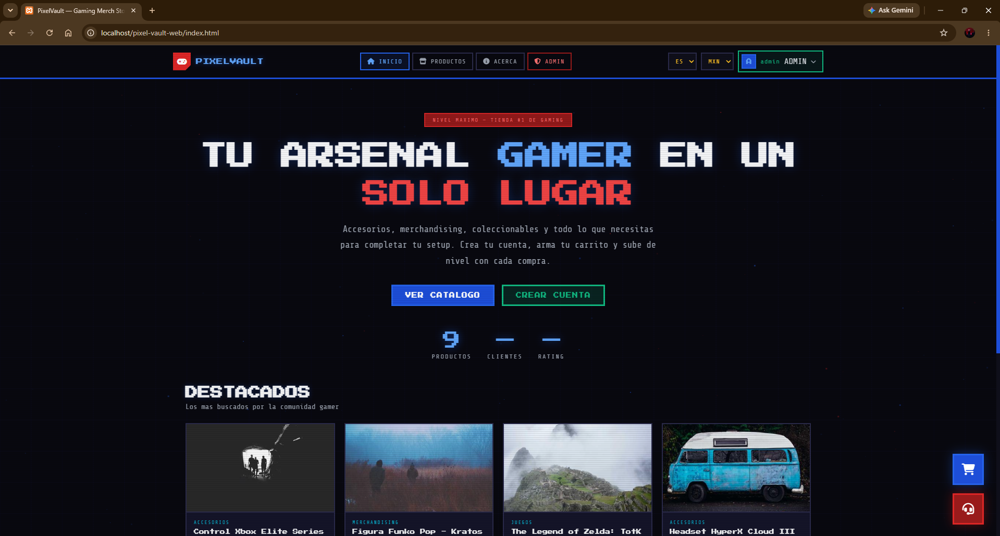 PixelVault — Gaming Merch Sto
Ask Gemini
localhost/pixel-vault-web/index.html
PIXELVAULT
INICIO
PRODUCTOS
ACERCA
ADMIN
ES
MXN
A
admin ADMIN
NIVEL MAXIMO — TIENDA #1 DE GAMING
TU ARSENAL GAMER EN UN
SOLO LUGAR
Accesorios, merchandising, coleccionables y todo lo que necesitas
para completar tu setup. Crea tu cuenta, arma tu carrito y sube de
nivel con cada compra.
VER CATALOGO
CREAR CUENTA
9
—
—
PRODUCTOS
CLIENTES
RATING
DESTACADOS
Los mas buscados por la comunidad gamer
ACCESORIOS
Control Xbox Elite Series
MERCHANDISING
Figura Funko Pop - Kratos
JUEGOS
The Legend of Zelda: TotK
ACCESORIOS
Headset HyperX Cloud III